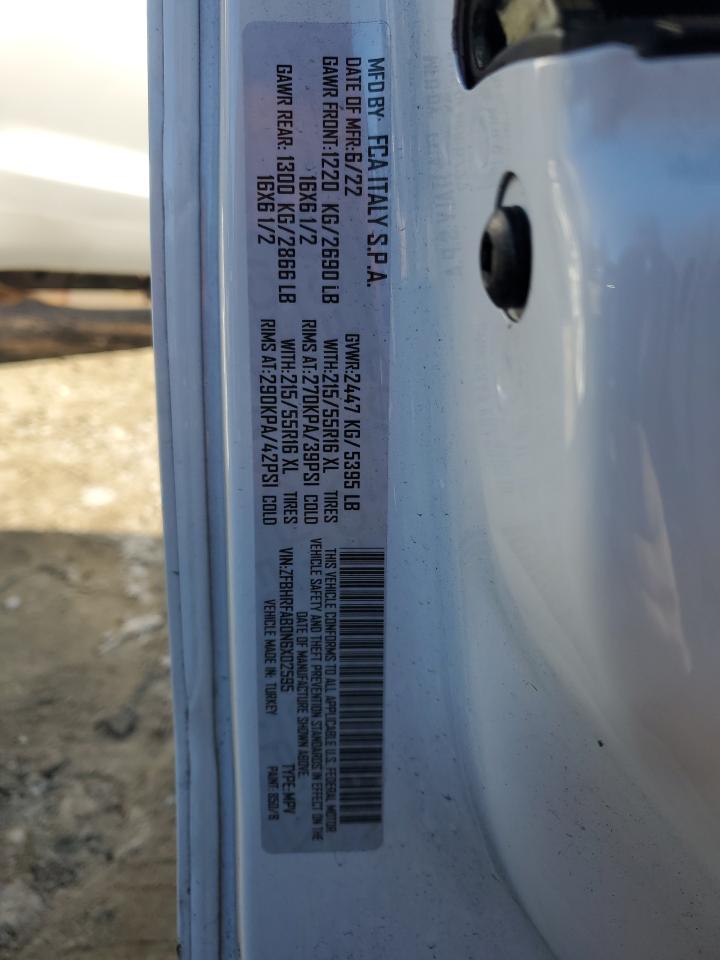 MFD BY: FCA ITALY S.P.A.
DATE OF MFR:6/22 GVWR:2447 KG/5395 LB
GAWR FRONT:1220 KG/2690 LB WITH:215/55R16 XL TIRES
16X6 1/2 RIMS AT:270KPA/39PSI COLD
GAWR REAR: 1300 KG/2866 LB WITH:215/55R16 XL TIRES
16X6 1/2 RIMS AT:290KPA/42PSI COLD
THIS VEHICLE CONFORMS TO ALL APPLICABLE U.S. FEDERAL MOTOR
VEHICLE SAFETY AND THEFT PREVENTION STANDARDS IN EFFECT ON THE
DATE OF MANUFACTURE SHOWN ABOVE.
VIN:ZFBHRFAB0N6X02595 TYPE:MPV
VEHICLE MADE IN: TURKEY PAINT: 650/B